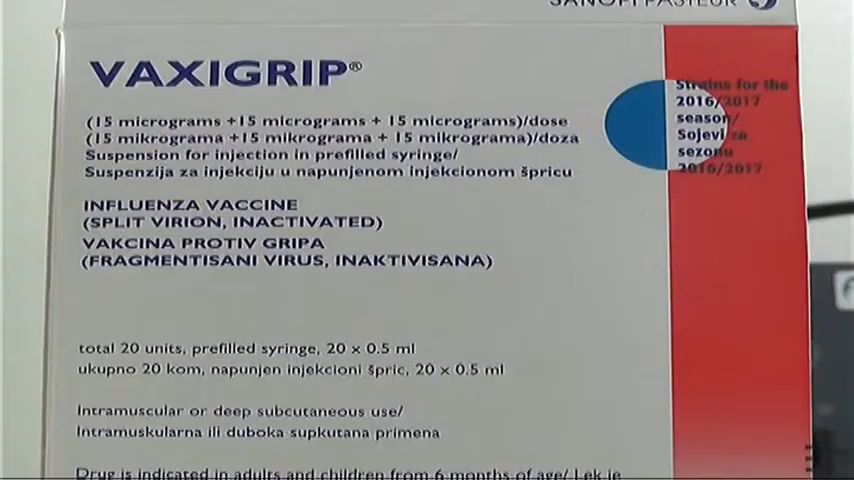 SANOFI PASTEUR
VAXIGRIP®
(15 micrograms +15 micrograms + 15 micrograms)/dose
(15 mikrograma +15 mikrograma + 15 mikrograma)/doza
Suspension for injection in prefilled syringe/
Suspenzija za injekciju u napunjenom injekcionom špricu
Strains for the
2016/2017
season/
Sojevi za
sezonu
2016/2017
INFLUENZA VACCINE
(SPLIT VIRION, INACTIVATED)
VAKCINA PROTIV GRIPA
(FRAGMENTISANI VIRUS, INAKTIVISANA)
total 20 units, prefilled syringe, 20 x 0.5 ml
ukupno 20 kom, napunjen injekcioni špric, 20 x 0.5 ml
Intramuscular or deep subcutaneous use/
Intramuskularna ili duboka supkutana primena
Drug is indicated in adults and children from 6 months of age/ Lek je